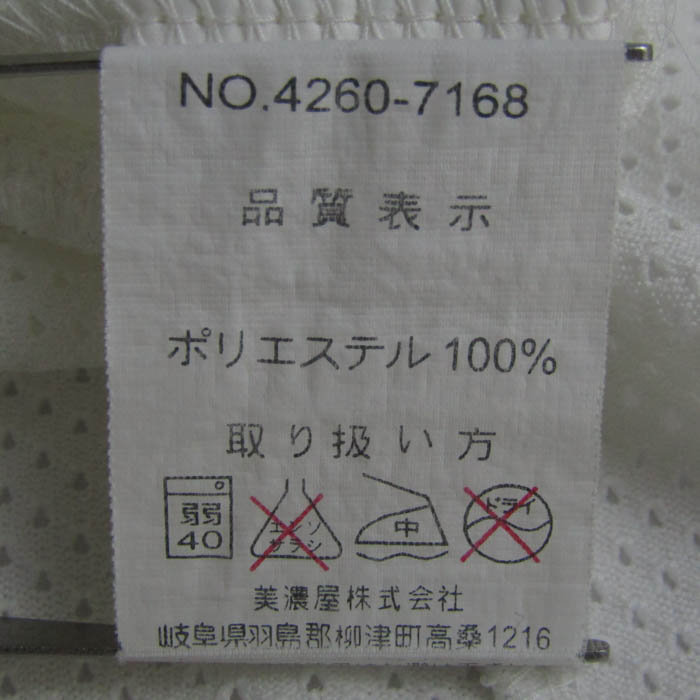 NO.4260-7168
品質表示
ポリエステル100%
取り扱い方
弱 40
エンソ サラシ
中
ドライ
美濃屋株式会社
岐阜県羽島郡柳津町高桑1216